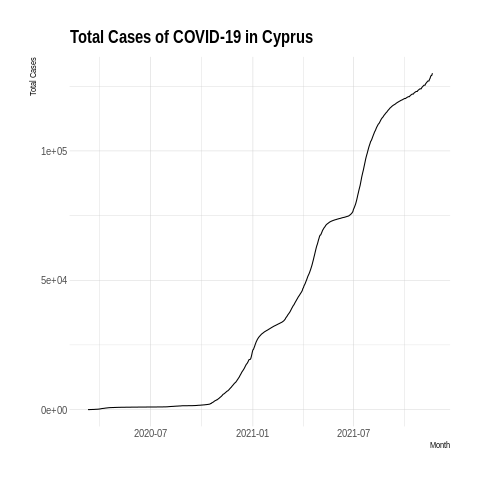 Total Cases of COVID-19 in Cyprus
Total Cases
1e+05
5e+04
0e+00
2020-07 2021-01 2021-07
Month